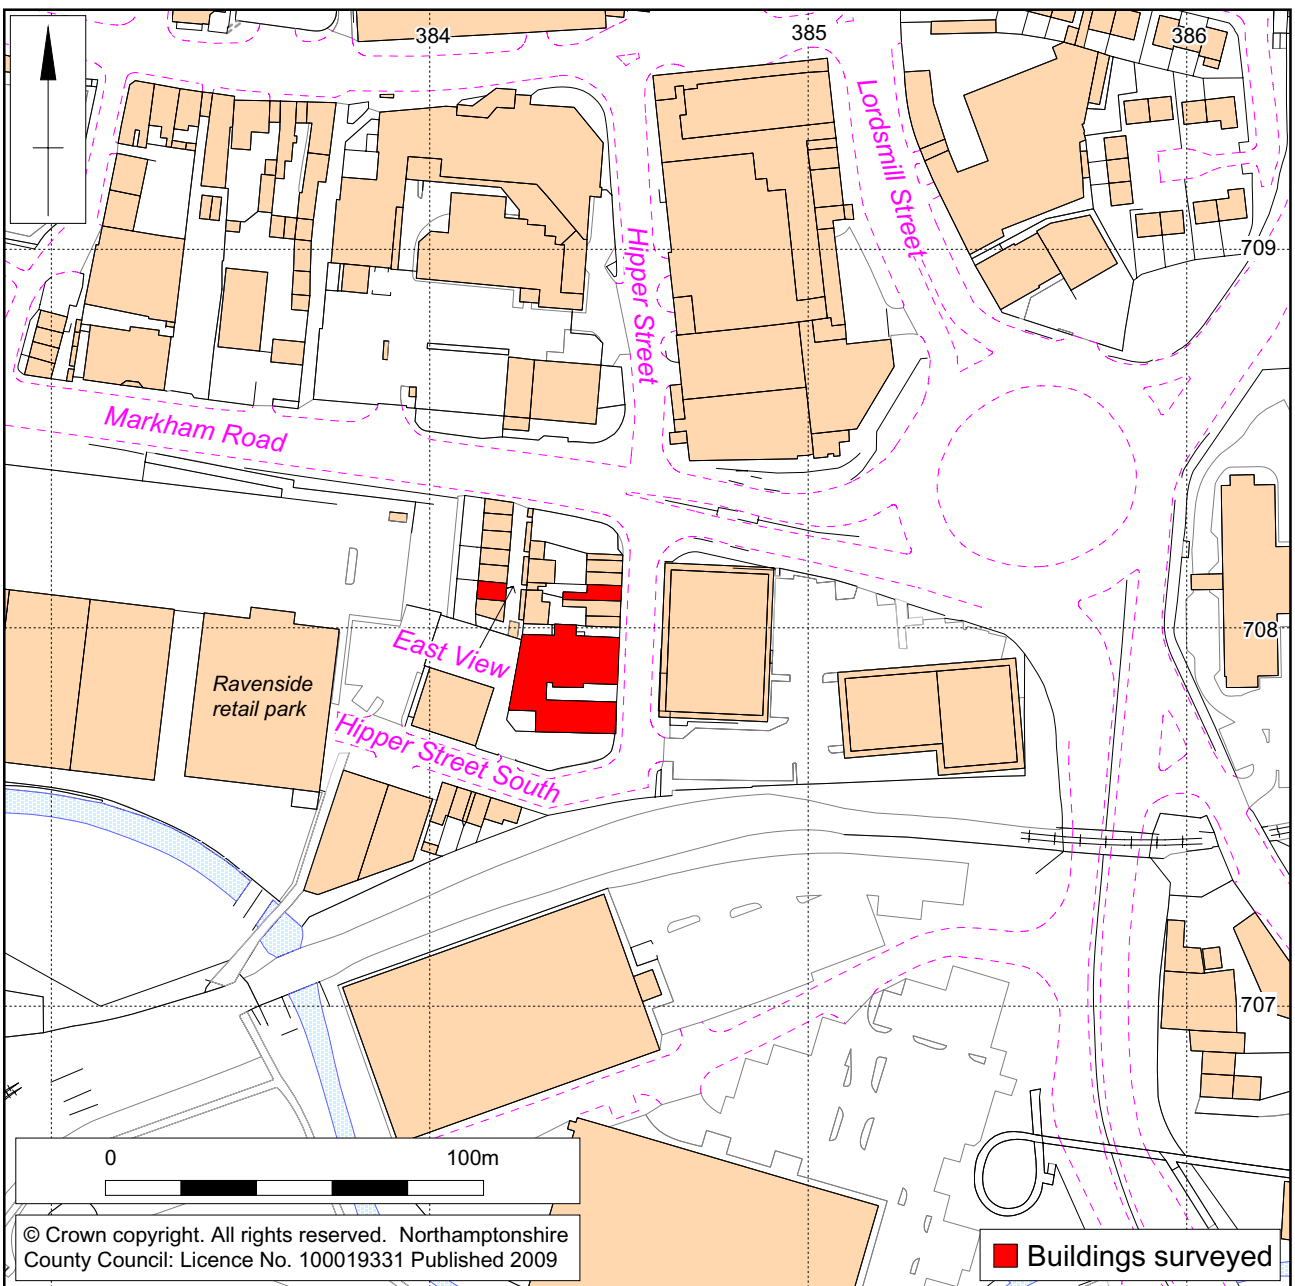 384
385
386
Lordsmill Street
709
Hipper Street
Markham Road
708
East View
Ravenside
retail park
Hipper Street South
707
0
100m
© Crown copyright. All rights reserved. Northamptonshire
County Council: Licence No. 100019331 Published 2009
Buildings surveyed